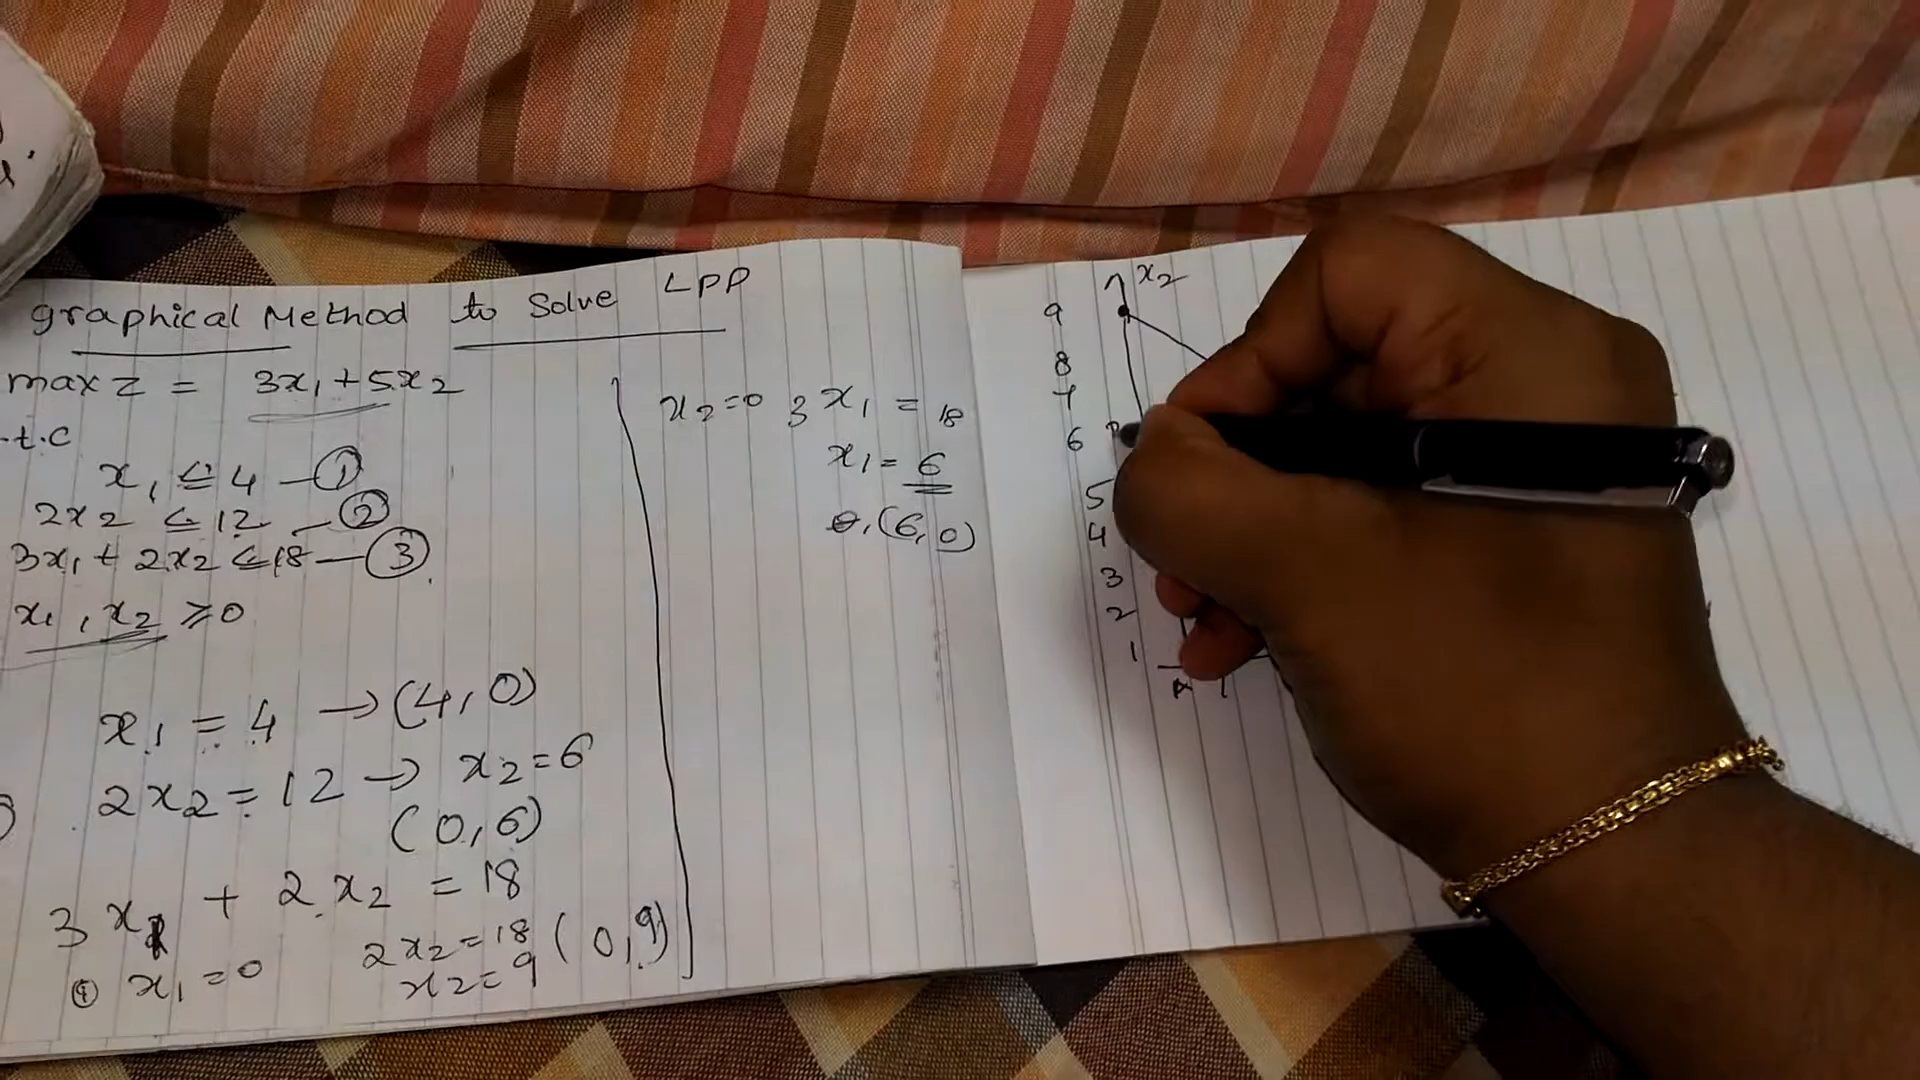 graphical Method to Solve LPP
max z = 3x₁ + 5x₂
.t.c
x₁ ≤ 4 – ①
2x₂ ≤ 12 – ②
3x₁ + 2x₂ ≤ 18 – ③
x₁, x₂ ≥ 0
x₁ = 4 → (4, 0)
2x₂ = 12 → x₂ = 6
(0, 6)
3x₁ + 2x₂ = 18
x₁ = 0 2x₂ = 18 (0, 9)
x₂ = 9
x₂ = 0 3x₁ = 18
x₁ = 6
(6, 0)
x₂
9
8
7
6
5
4
3
2
1
A 1